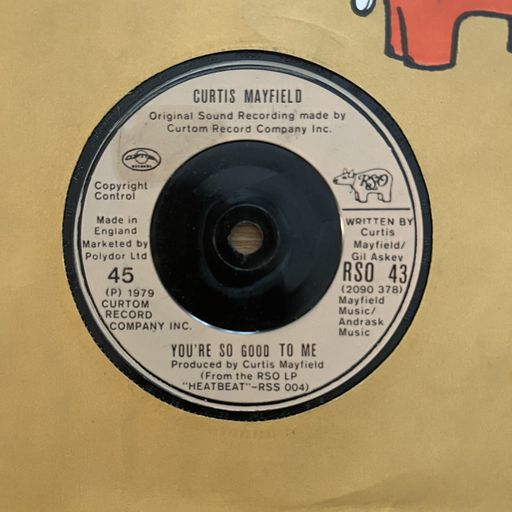 CURTIS MAYFIELD
Original Sound Recording made by
Curtom Record Company Inc.
CURTOM
RECORDS
RSO
Copyright
Control
Made in
England
Marketed by
Polydor Ltd
45
(P) 1979
CURTOM
RECORD
COMPANY INC.
WRITTEN BY
Curtis
Mayfield/
Gil Askey
RSO 43
(2090 378)
Mayfield
Music/
Andrask
Music
YOU'RE SO GOOD TO ME
Produced by Curtis Mayfield
(From the RSO LP
"HEATBEAT"-RSS 004)